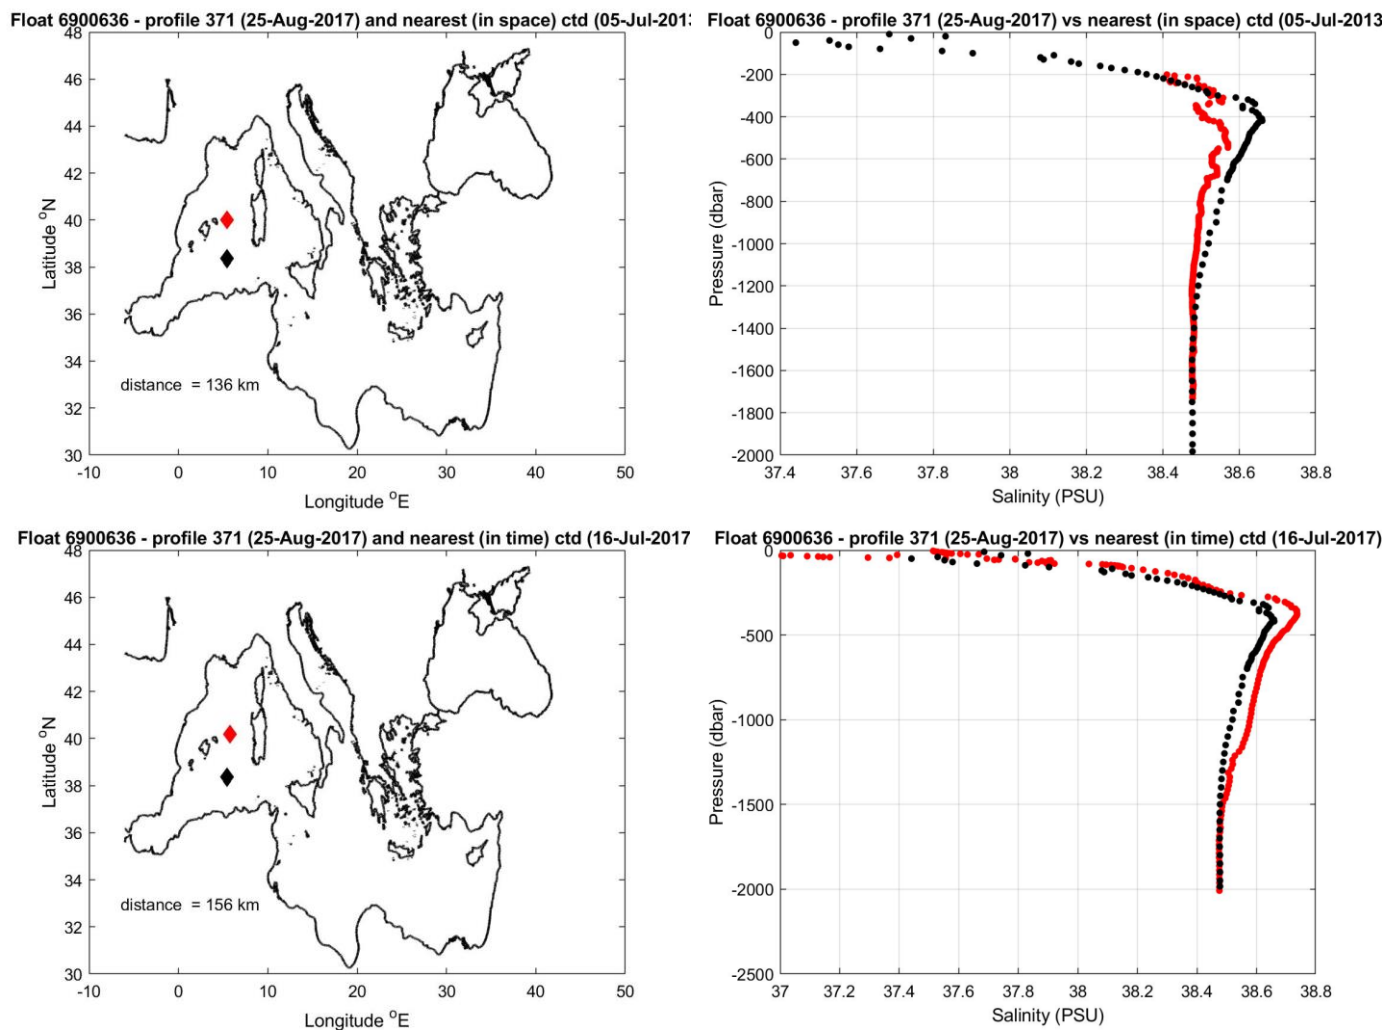 Float 6900636 - profile 371 (25-Aug-2017) and nearest (in space) ctd (05-Jul-201
48
46
44
42
40
38
36
34
32
30
Latitude °N
distance = 136 km
-10 0 10 20 30 40 50
Longitude °E
Float 6900636 - profile 371 (25-Aug-2017) vs nearest (in space) ctd (05-Jul-2013
0
-200
-400
-600
-800
-1000
-1200
-1400
-1600
-1800
-2000
Pressure (dbar)
37.4 37.6 37.8 38 38.2 38.4 38.6 38.8
Salinity (PSU)
Float 6900636 - profile 371 (25-Aug-2017) and nearest (in time) ctd (16-Jul-2017
48
46
44
42
40
38
36
34
32
30
Latitude °N
distance = 156 km
-10 0 10 20 30 40 50
Longitude °E
Float 6900636 - profile 371 (25-Aug-2017) vs nearest (in time) ctd (16-Jul-2017)
0
-500
-1000
-1500
-2000
-2500
Pressure (dbar)
37 37.2 37.4 37.6 37.8 38 38.2 38.4 38.6 38.8
Salinity (PSU)